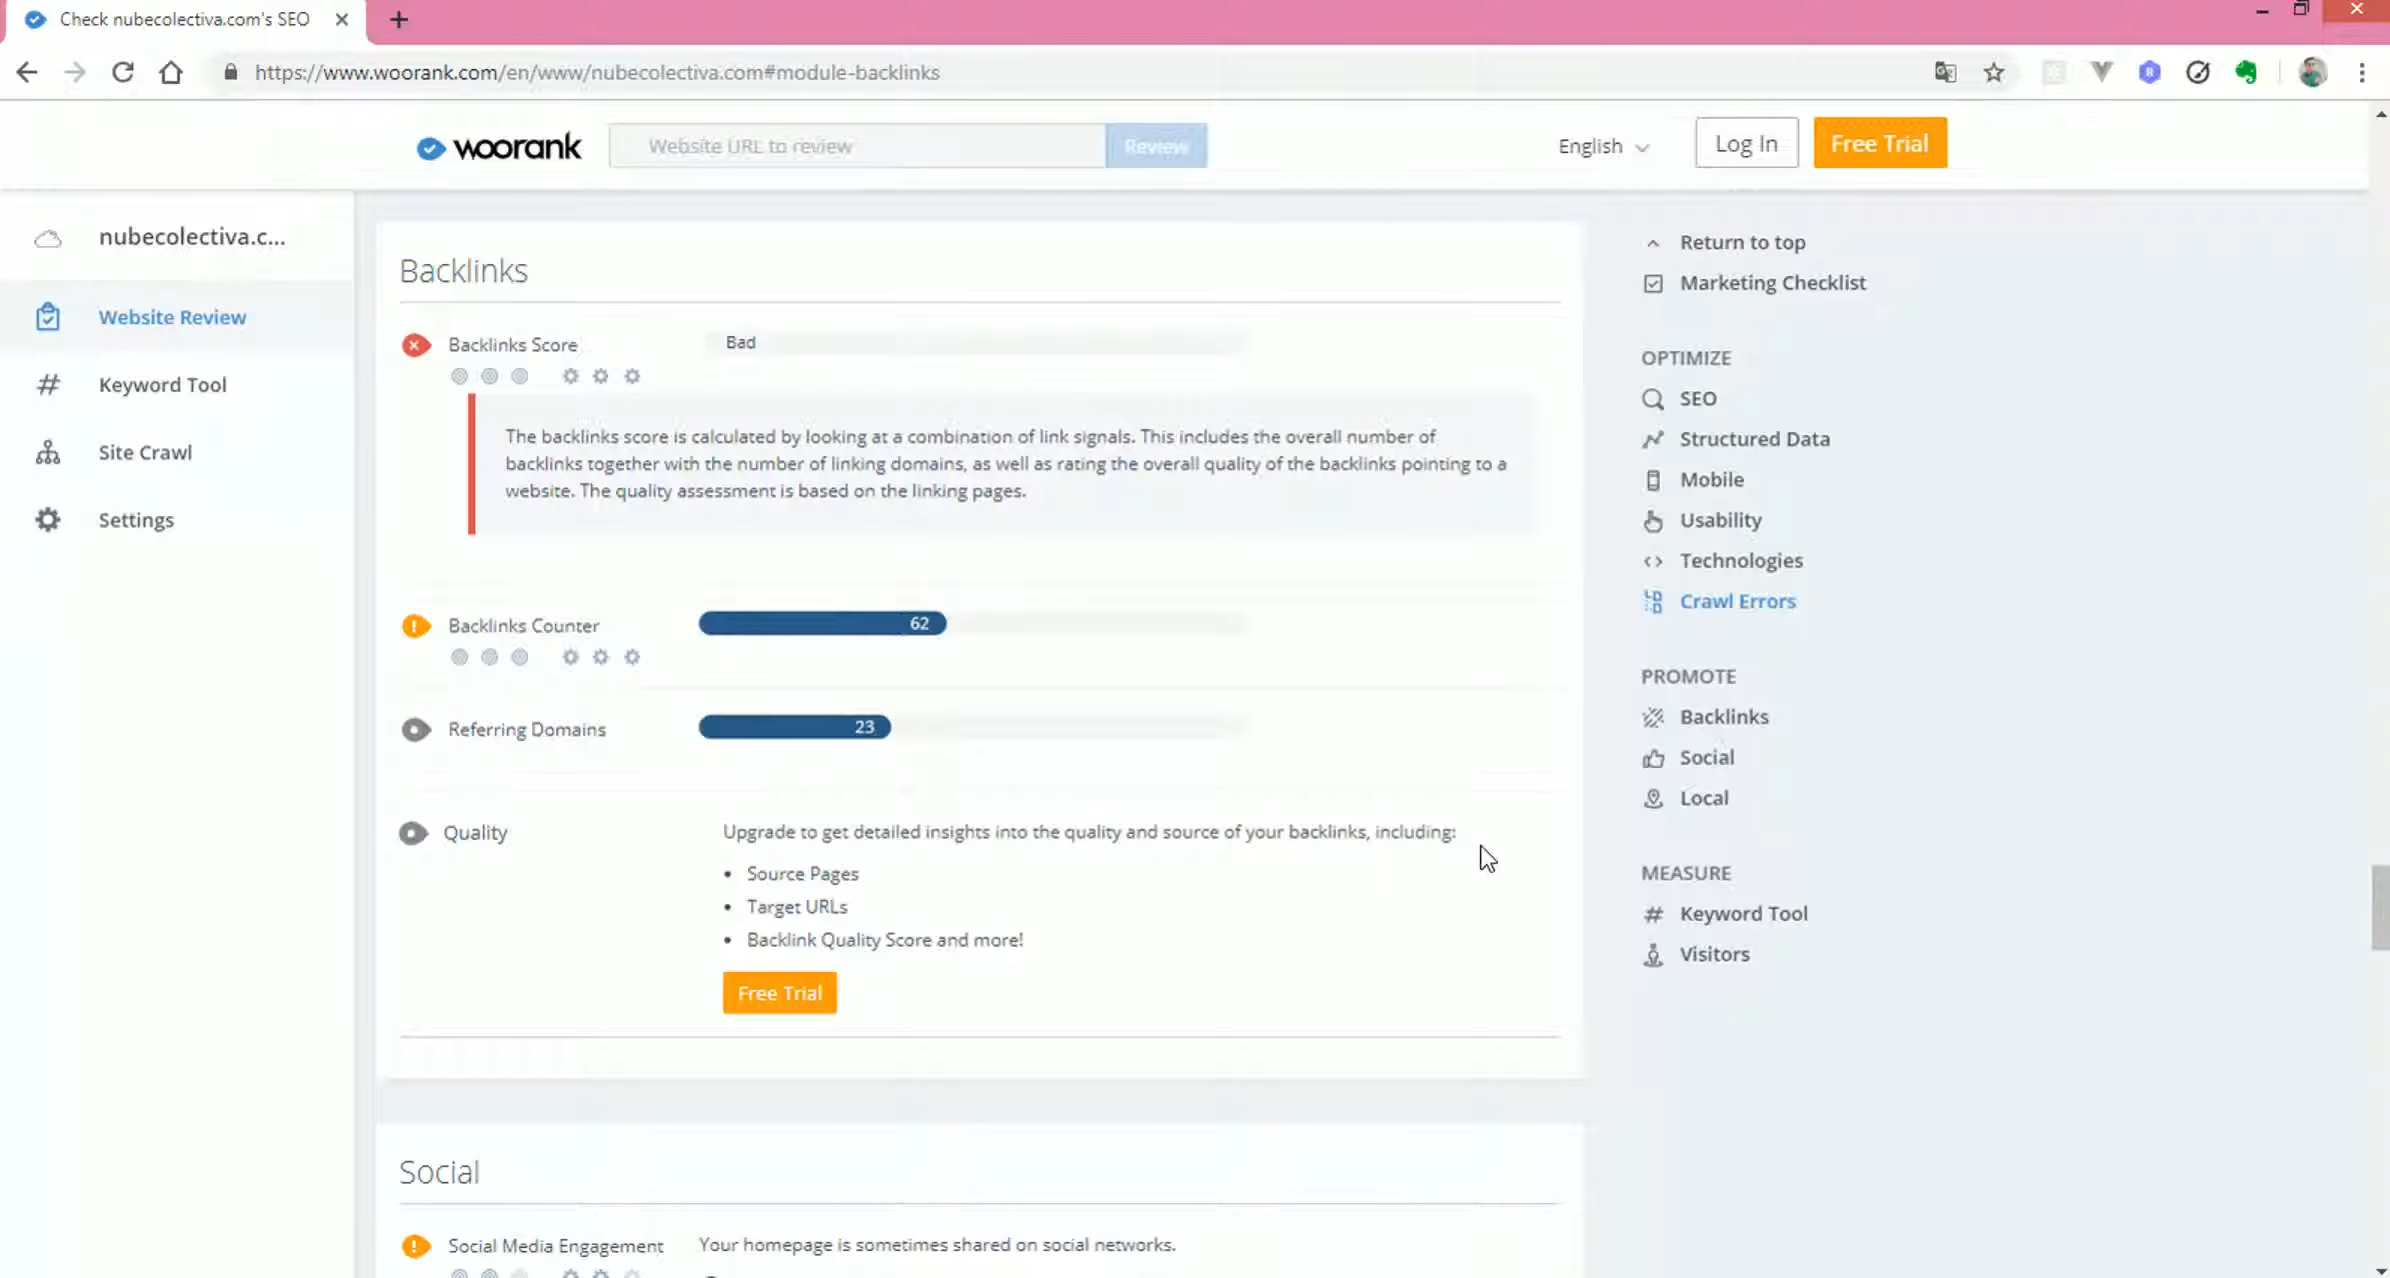 Check nubecolectiva.com's SEO
https://www.woorank.com/en/www/nubecolectiva.com#module-backlinks
woorank
Website URL to review
Review
English
Log In
Free Trial
nubecolectiva.c...
Website Review
Keyword Tool
Site Crawl
Settings
Backlinks
Backlinks Score
Bad
The backlinks score is calculated by looking at a combination of link signals. This includes the overall number of
backlinks together with the number of linking domains, as well as rating the overall quality of the backlinks pointing to a
website. The quality assessment is based on the linking pages.
Backlinks Counter
62
Referring Domains
23
Quality
Upgrade to get detailed insights into the quality and source of your backlinks, including:
• Source Pages
• Target URLs
• Backlink Quality Score and more!
Free Trial
Social
Social Media Engagement
Your homepage is sometimes shared on social networks.
Return to top
Marketing Checklist
OPTIMIZE
SEO
Structured Data
Mobile
Usability
Technologies
Crawl Errors
PROMOTE
Backlinks
Social
Local
MEASURE
Keyword Tool
Visitors